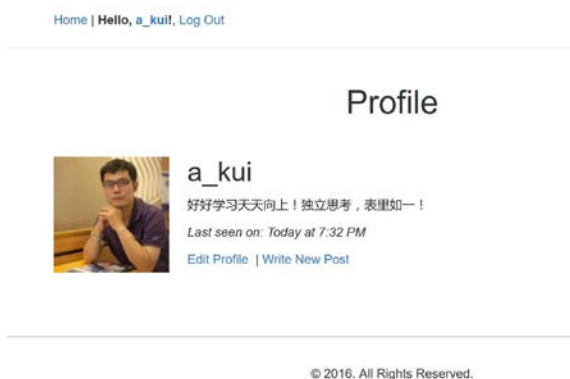 Home | Hello, a_kui!, Log Out
Profile
a_kui
好好学习天天向上！独立思考，表里如一！
Last seen on: Today at 7:32 PM
Edit Profile | Write New Post
© 2016. All Rights Reserved.